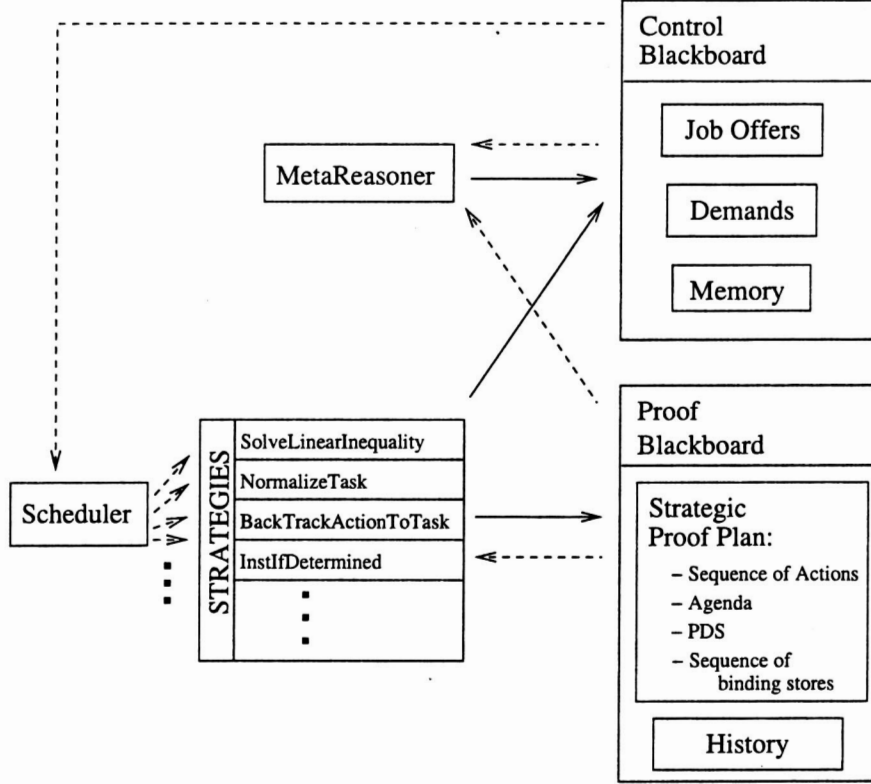 Control
Blackboard
Job Offers
MetaReasoner
Demands
Memory
Proof
Blackboard
STRATEGIES
SolveLinearInequality
NormalizeTask
BackTrackActionToTask
InstIfDetermined
Scheduler
Strategic
Proof Plan:
– Sequence of Actions
– Agenda
– PDS
– Sequence of
binding stores
History